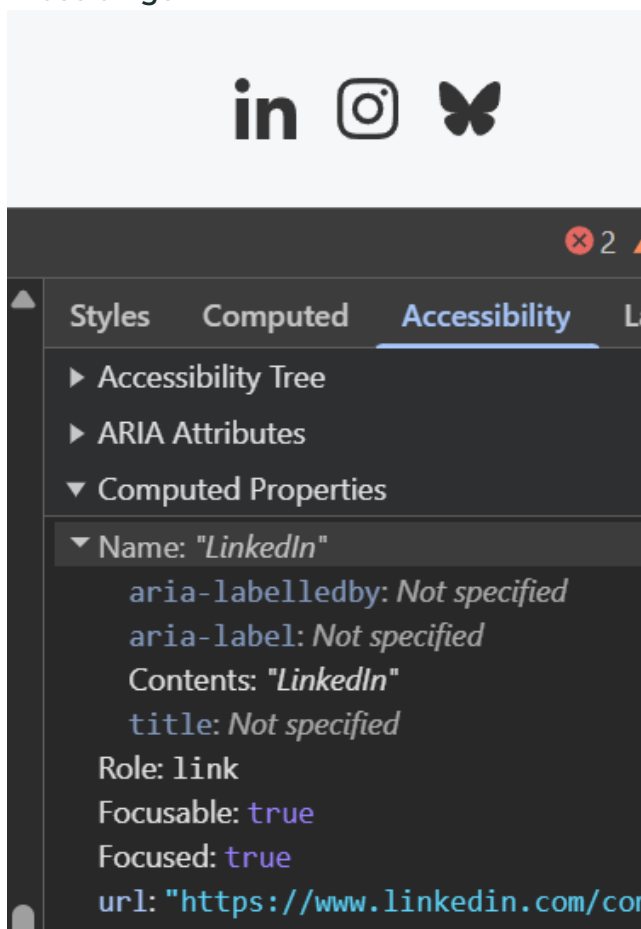 in
2
Styles Computed Accessibility
Accessibility Tree
ARIA Attributes
Computed Properties
Name: "LinkedIn"
aria-labelledby: Not specified
aria-label: Not specified
Contents: "LinkedIn"
title: Not specified
Role: link
Focusable: true
Focused: true
url: "https://www.linkedin.com/